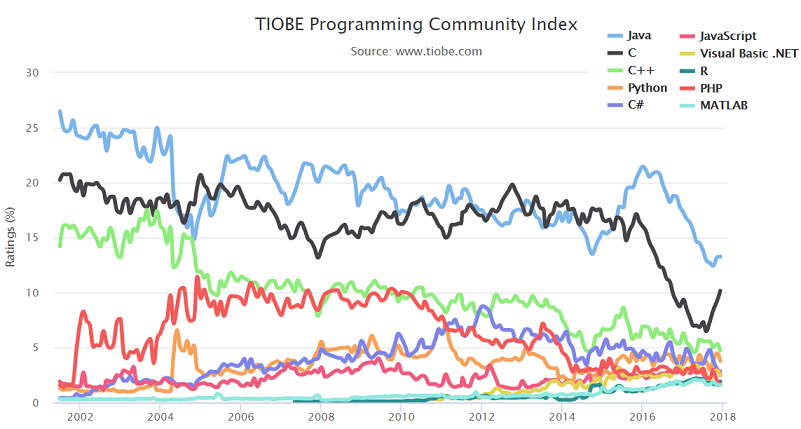 TIOBE Programming Community Index
Source: www.tiobe.com
Java
C
C++
Python
C#
JavaScript
Visual Basic .NET
R
PHP
MATLAB
Ratings (%)
30
25
20
15
10
5
0
2002 2004 2006 2008 2010 2012 2014 2016 2018